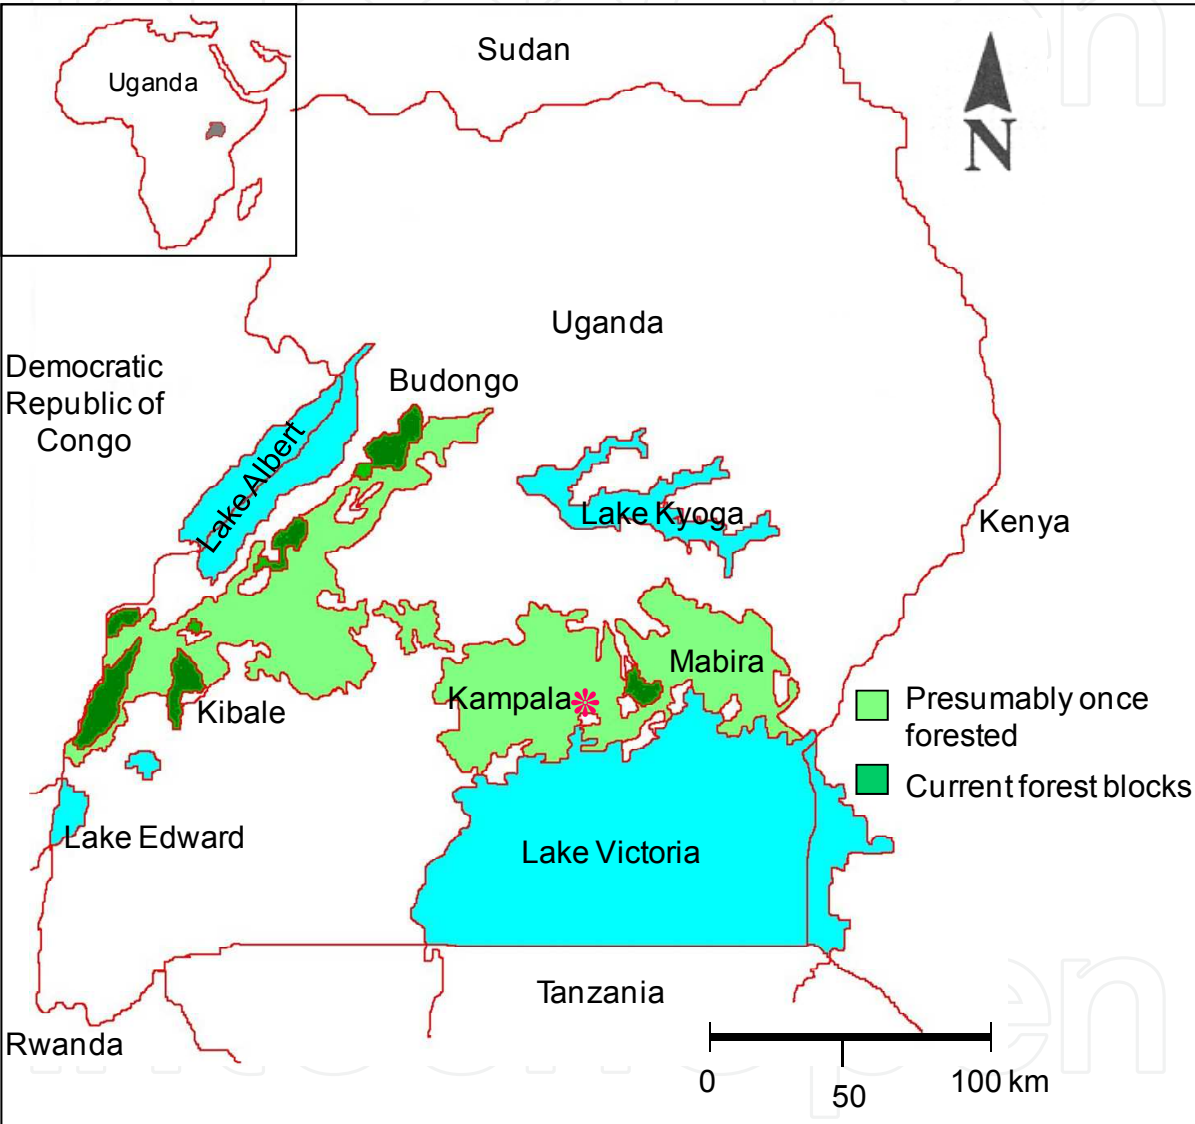 Sudan
Uganda
N
Uganda
Democratic
Republic of
Congo
Budongo
Lake Albert
Lake Kyoga
Kenya
Mabira
Kampala
Kibale
Presumably once
forested
Current forest blocks
Lake Edward
Lake Victoria
Tanzania
Rwanda
0
50
100 km